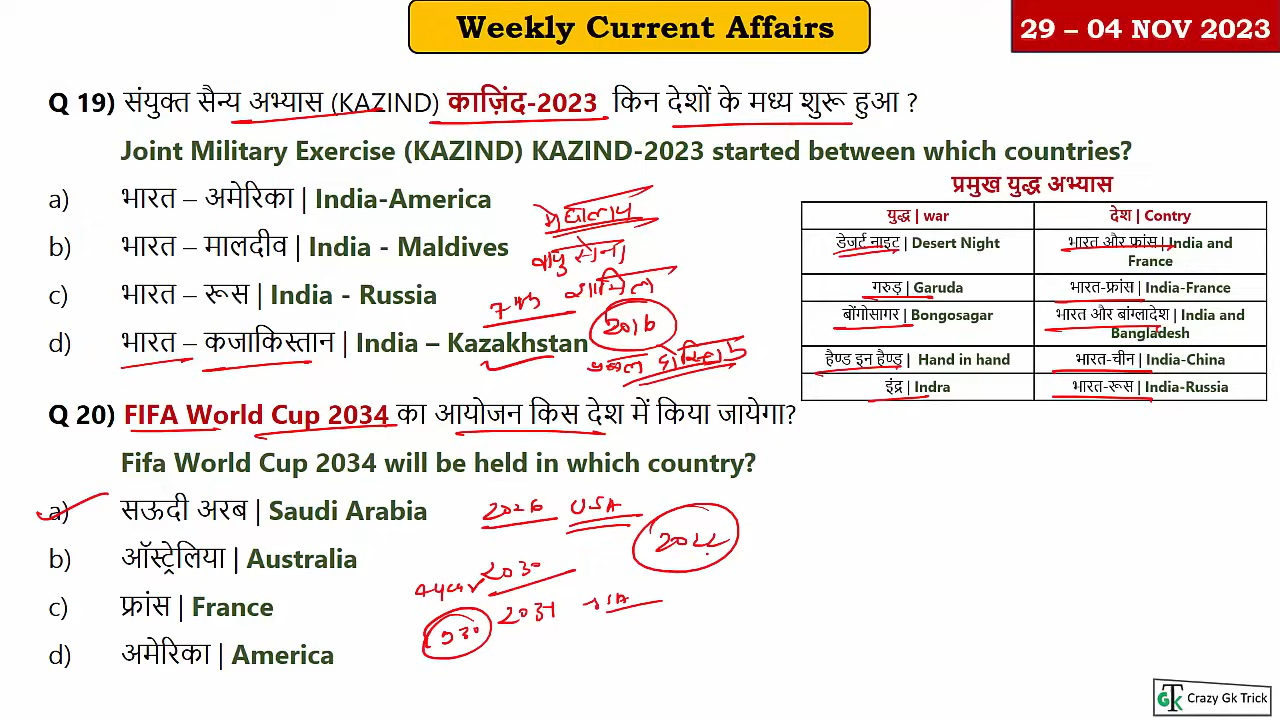 Weekly Current Affairs
29 – 04 NOV 2023
Q 19) संयुक्त सैन्य अभ्यास (KAZIND) काज़िंद-2023 किन देशों के मध्य शुरू हुआ ?
Joint Military Exercise (KAZIND) KAZIND-2023 started between which countries?
a) भारत – अमेरिका | India-America
b) भारत – मालदीव | India - Maldives
c) भारत – रूस | India - Russia
d) भारत – कजाकिस्तान | India – Kazakhstan
मेघालय
वायु सेना
शामिल
2016
प्रमुख युद्ध अभ्यास
युद्ध | war देश | Contry
डेजर्ट नाइट | Desert Night भारत और फ्रांस | India and
France
गरुड़ | Garuda भारत-फ्रांस | India-France
बोंगोसागर | Bongosagar भारत और बांग्लादेश | India and
Bangladesh
हैण्ड इन हैण्ड | Hand in hand भारत-चीन | India-China
इंद्र | Indra भारत-रूस | India-Russia
Q 20) FIFA World Cup 2034 का आयोजन किस देश में किया जायेगा?
Fifa World Cup 2034 will be held in which country?
a) सऊदी अरब | Saudi Arabia
b) ऑस्ट्रेलिया | Australia
c) फ्रांस | France
d) अमेरिका | America
2026 USA
2022
2030
2034
930
GTK Crazy Gk Trick